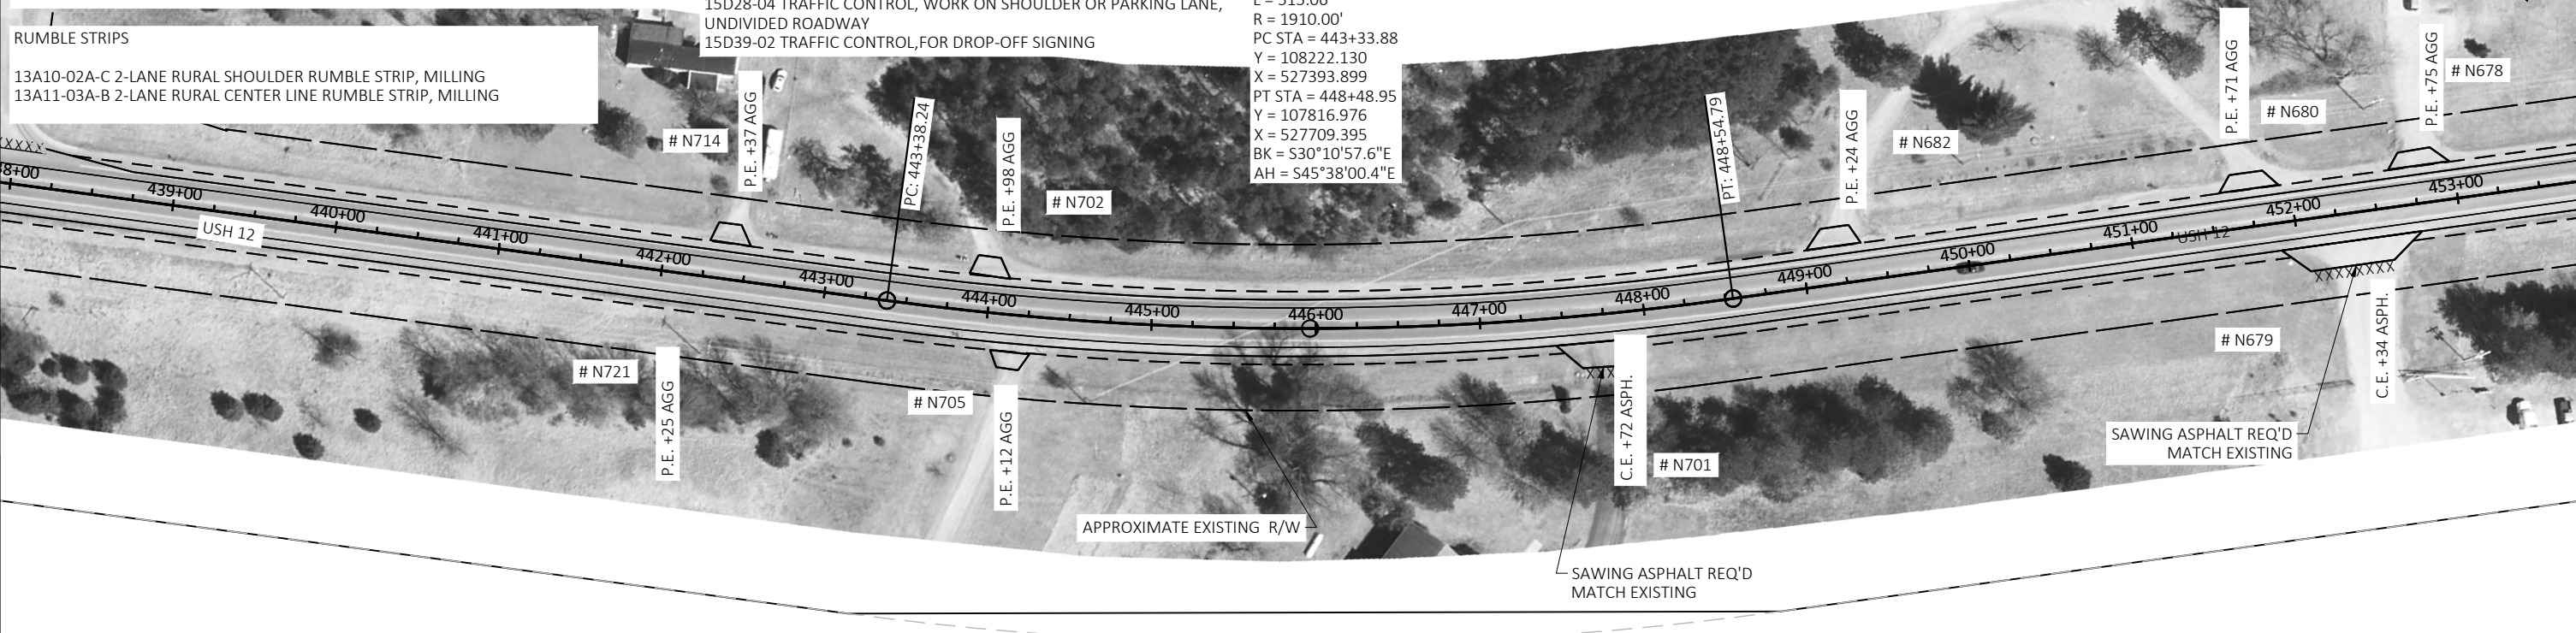 15D28-04 TRAFFIC CONTROL, WORK ON SHOULDER OR PARKING LANE,
UNDIVIDED ROADWAY
15D39-02 TRAFFIC CONTROL,FOR DROP-OFF SIGNING
RUMBLE STRIPS
13A10-02A-C 2-LANE RURAL SHOULDER RUMBLE STRIP, MILLING
13A11-03A-B 2-LANE RURAL CENTER LINE RUMBLE STRIP, MILLING
R = 1910.00'
PC STA = 443+33.88
Y = 108222.130
X = 527393.899
PT STA = 448+48.95
Y = 107816.976
X = 527709.395
BK = S30°10'57.6"E
AH = S45°38'00.4"E
# N714
P.E. +37 AGG
PC: 443+38.24
P.E. +98 AGG
# N702
PT: 448+54.79
P.E. +24 AGG
# N682
P.E. +71 AGG
# N680
P.E. +75 AGG
# N678
XXXXX
38+00
439+00
440+00
441+00
442+00
443+00
444+00
445+00
446+00
447+00
448+00
449+00
450+00
451+00
452+00
453+00
USH 12
USH 12
# N721
P.E. +25 AGG
# N705
P.E. +12 AGG
APPROXIMATE EXISTING R/W
XXX
C.E. +72 ASPH.
# N701
SAWING ASPHALT REQ'D
MATCH EXISTING
XXXXXXXX
# N679
C.E. +34 ASPH.
SAWING ASPHALT REQ'D
MATCH EXISTING